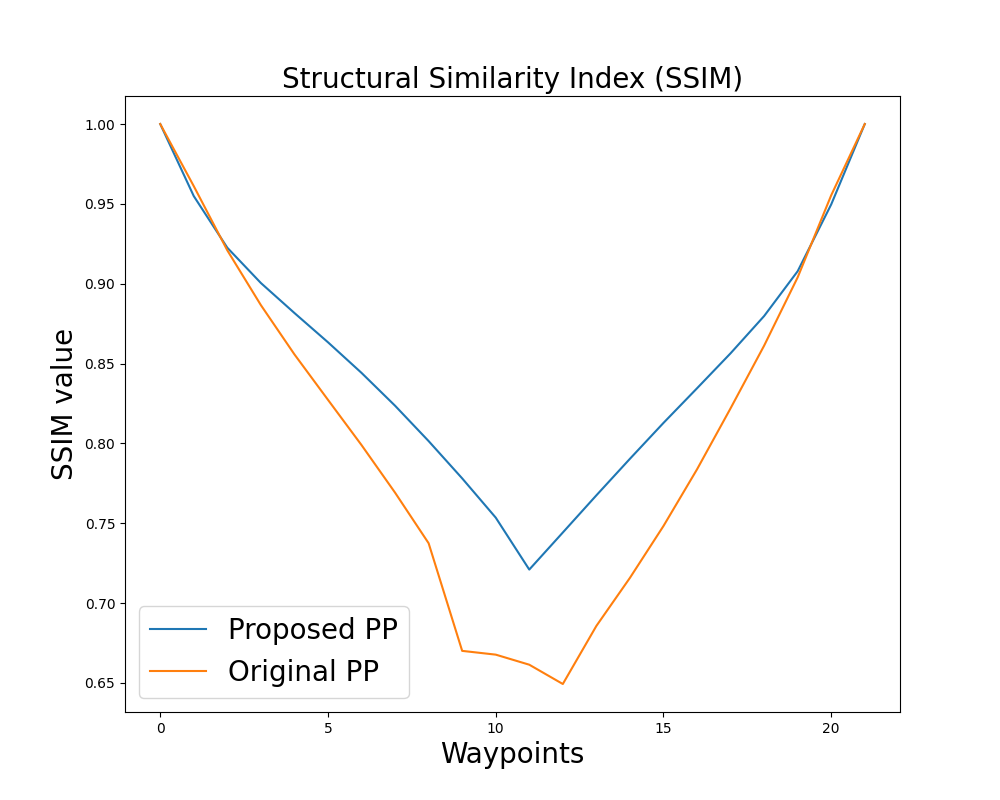 Structural Similarity Index (SSIM)
1.00
0.95
0.90
0.85
0.80
0.75
0.70
0.65
SSIM value
Proposed PP
Original PP
0
5
10
15
20
Waypoints